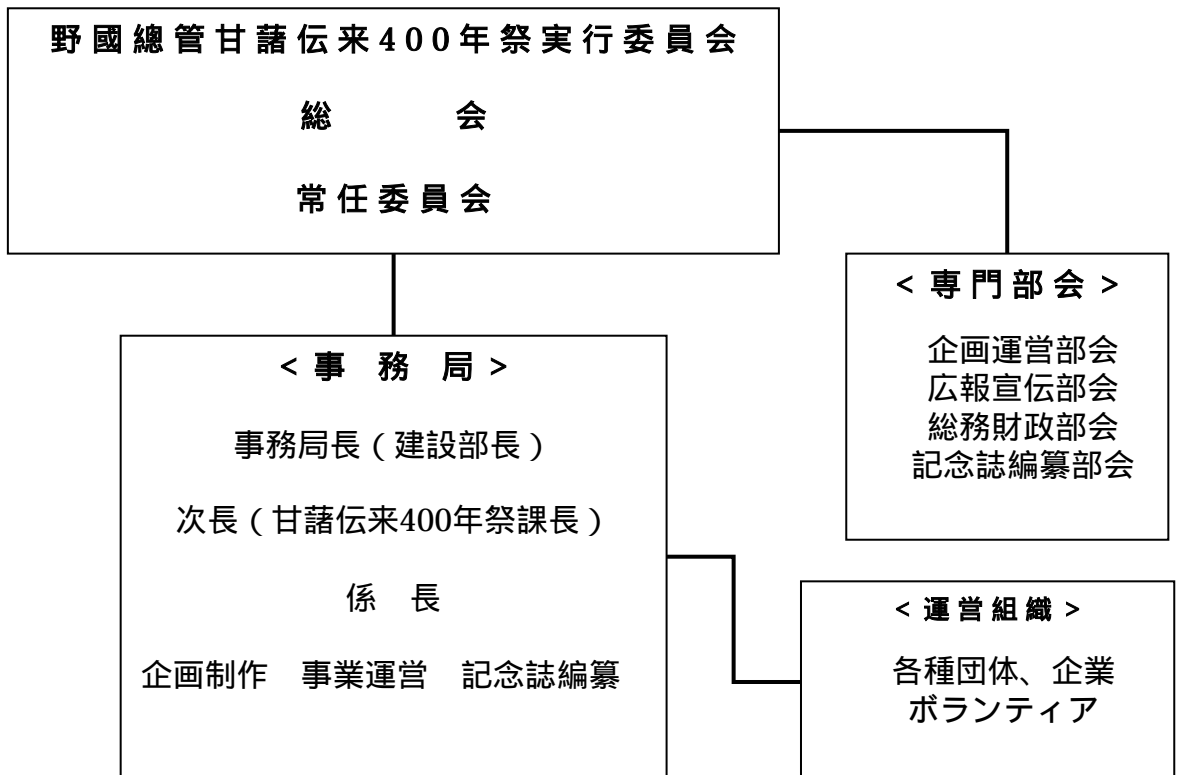 野國總管甘藷伝来400年祭実行委員会
総　　会
常任委員会
＜専門部会＞
企画運営部会
広報宣伝部会
総務財政部会
記念誌編纂部会
＜事　務　局＞
事務局長（建設部長）
次長（甘藷伝来400年祭課長）
係　長
企画制作　事業運営　記念誌編纂
＜運営組織＞
各種団体、企業
ボランティア